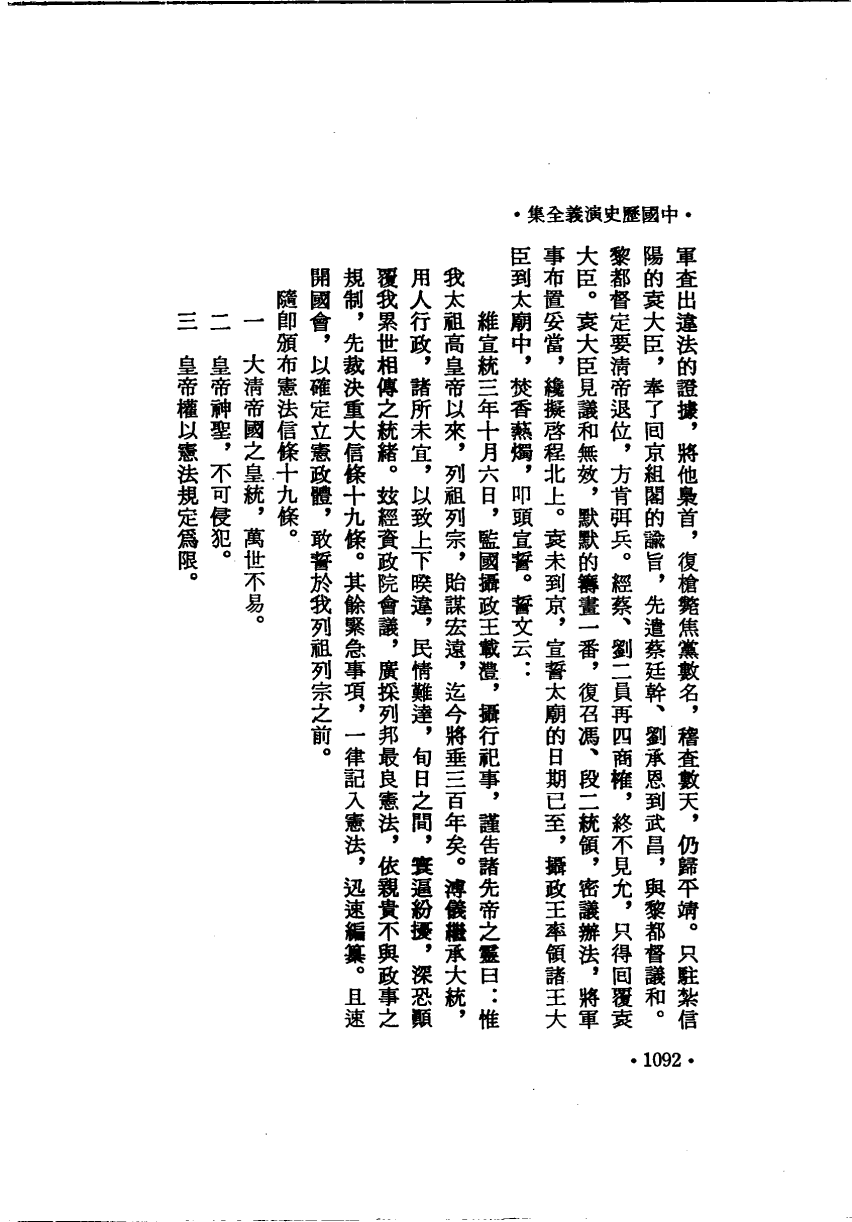 •中國歷史演義全集•
軍査出違法的證據，將他梟首，復槍斃焦黨數名，稽査數天，仍歸平靖。只駐紮信
陽的袁大臣，奉了囘京組閣的諭旨，先遣蔡廷幹、劉承恩到武昌，與黎都督議和。
黎都督定要淸帝退位，方肯弭兵。經蔡、劉二員再四商榷，終不見允，只得囘覆袁
大臣。袁大臣見議和無效，默默的籌畫一番，復召馮、段二統領，密議辦法，將軍
事布置妥當，纔擬啓程北上。袁未到京，宣誓太廟的日期已至，攝政王率領諸王大
臣到太廟中，焚香爇燭，叩頭宣誓。誓文云：
維宣統三年十月六日，監國攝政王載灃，攝行祀事，謹告諸先帝之靈曰：惟
我太祖高皇帝以來，列祖列宗，貽謀宏遠，迄今將垂三百年矣。溥儀繼承大統，
用人行政，諸所未宜，以致上下暌違，民情難達，旬日之間，寰逼紛擾，深恐顚
覆我累世相傳之統緒。玆經資政院會議，廣採列邦最良憲法，依親貴不與政事之
規制，先裁決重大信條十九條。其餘緊急事項，一律記入憲法，迅速編纂。且速
開國會，以確定立憲政體，敢誓於我列祖列宗之前。
隨卽頒布憲法信條十九條。
一　大淸帝國之皇統，萬世不易。
二　皇帝神聖，不可侵犯。
三　皇帝權以憲法規定爲限。
•1092•